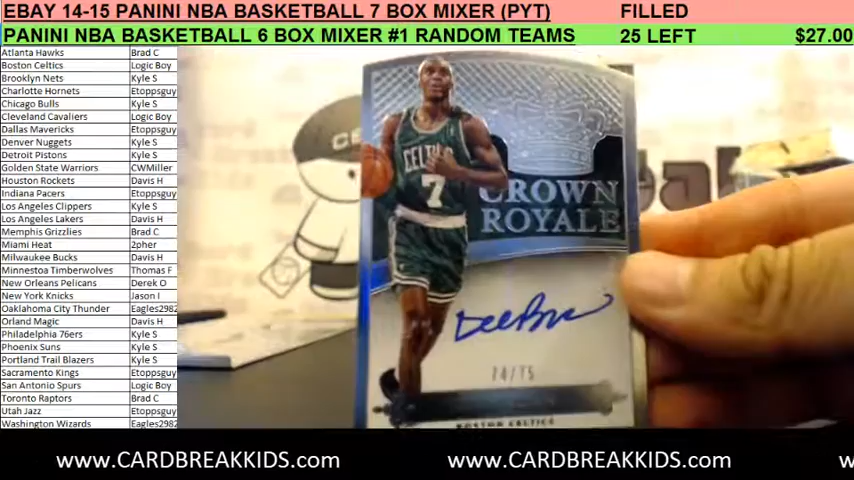 EBAY 14-15 PANINI NBA BASKETBALL 7 BOX MIXER (PYT) FILLED
PANINI NBA BASKETBALL 6 BOX MIXER #1 RANDOM TEAMS 25 LEFT $27.00
Atlanta Hawks Brad C
Boston Celtics Logic Boy
Brooklyn Nets Kyle S
Charlotte Hornets Etoppsguy
Chicago Bulls Kyle S
Cleveland Cavaliers Logic Boy
Dallas Mavericks Etoppsguy
Denver Nuggets Kyle S
Detroit Pistons Kyle S
Golden State Warriors CWMiller
Houston Rockets Davis H
Indiana Pacers Etoppsguy
Los Angeles Clippers Kyle S
Los Angeles Lakers Davis H
Memphis Grizzlies Brad C
Miami Heat 2pher
Milwaukee Bucks Davis H
Minnestoa Timberwolves Thomas F
New Orleans Pelicans Derek O
New York Knicks Jason I
Oaklahoma City Thunder Eagles2982
Orland Magic Davis H
Philadelphia 76ers Kyle S
Phoenix Suns Kyle S
Portland Trail Blazers Kyle S
Sacramento Kings Etoppsguy
San Antonio Spurs Logic Boy
Toronto Raptors Brad C
Utah Jazz Etoppsguy
Washington Wizards Eagles2982
CELTICS
7
CROWN
ROYALE
74/75
BOSTON CELTICS
www.CARDBREAKKIDS.com www.CARDBREAKKIDS.com w